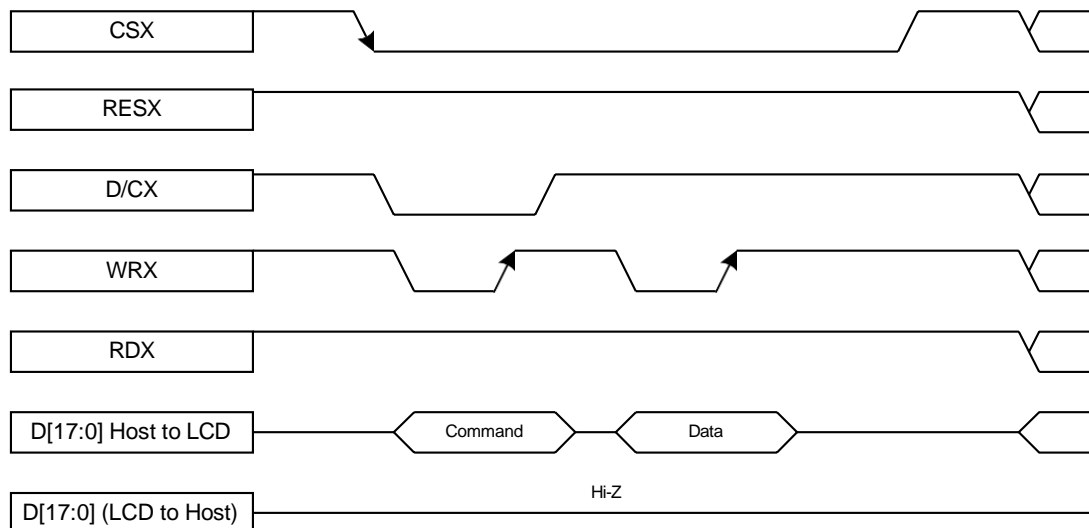 CSX
RESX
D/CX
WRX
RDX
D[17:0] Host to LCD
Command
Data
Hi-Z
D[17:0] (LCD to Host)